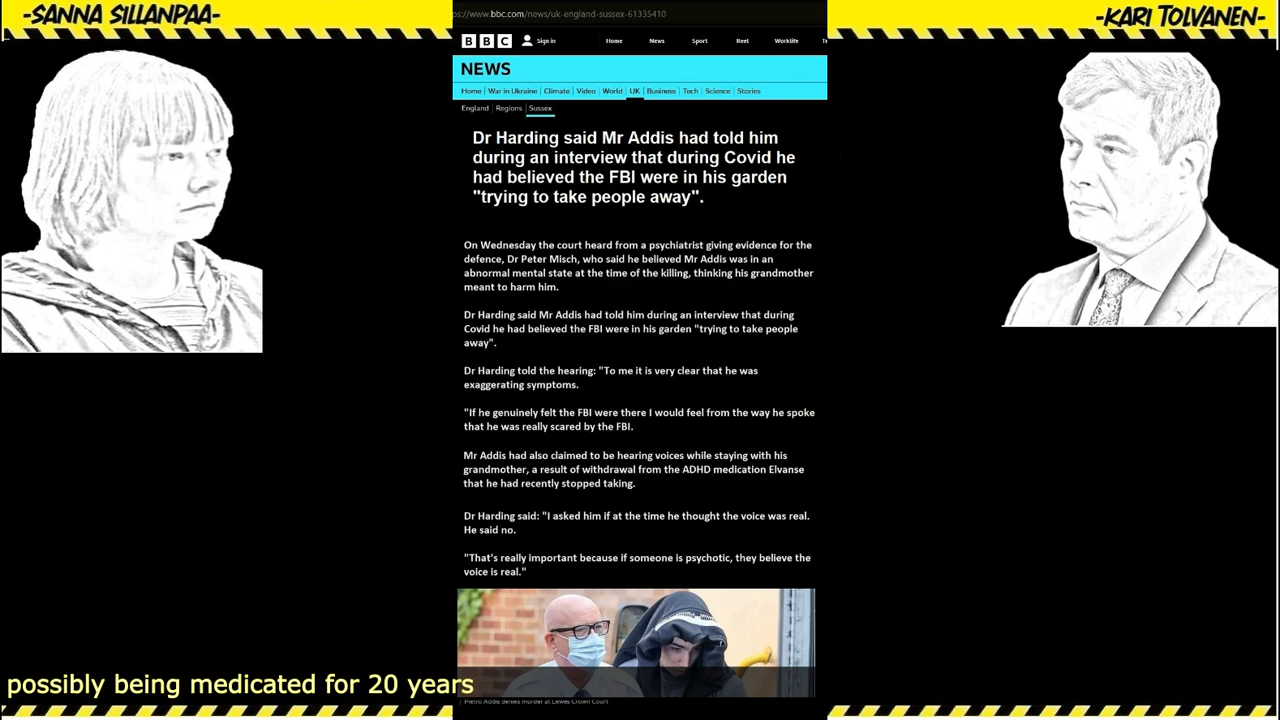 -SANNA SILLANPAA-
-KARI TOLVANEN-
ps://www.bbc.com/news/uk-england-sussex-61335410
BBC Sign in Home News Sport Reel Worklife Tr
NEWS
Home War in Ukraine Climate Video World UK Business Tech Science Stories
England Regions Sussex
Dr Harding said Mr Addis had told him
during an interview that during Covid he
had believed the FBI were in his garden
"trying to take people away".
On Wednesday the court heard from a psychiatrist giving evidence for the
defence, Dr Peter Misch, who said he believed Mr Addis was in an
abnormal mental state at the time of the killing, thinking his grandmother
meant to harm him.
Dr Harding said Mr Addis had told him during an interview that during
Covid he had believed the FBI were in his garden "trying to take people
away".
Dr Harding told the hearing: "To me it is very clear that he was
exaggerating symptoms.
"If he genuinely felt the FBI were there I would feel from the way he spoke
that he was really scared by the FBI.
Mr Addis had also claimed to be hearing voices while staying with his
grandmother, a result of withdrawal from the ADHD medication Elvanse
that he had recently stopped taking.
Dr Harding said: "I asked him if at the time he thought the voice was real.
He said no.
"That's really important because if someone is psychotic, they believe the
voice is real."
possibly being medicated for 20 years
Pietro Addis denies murder at Lewes Crown Court